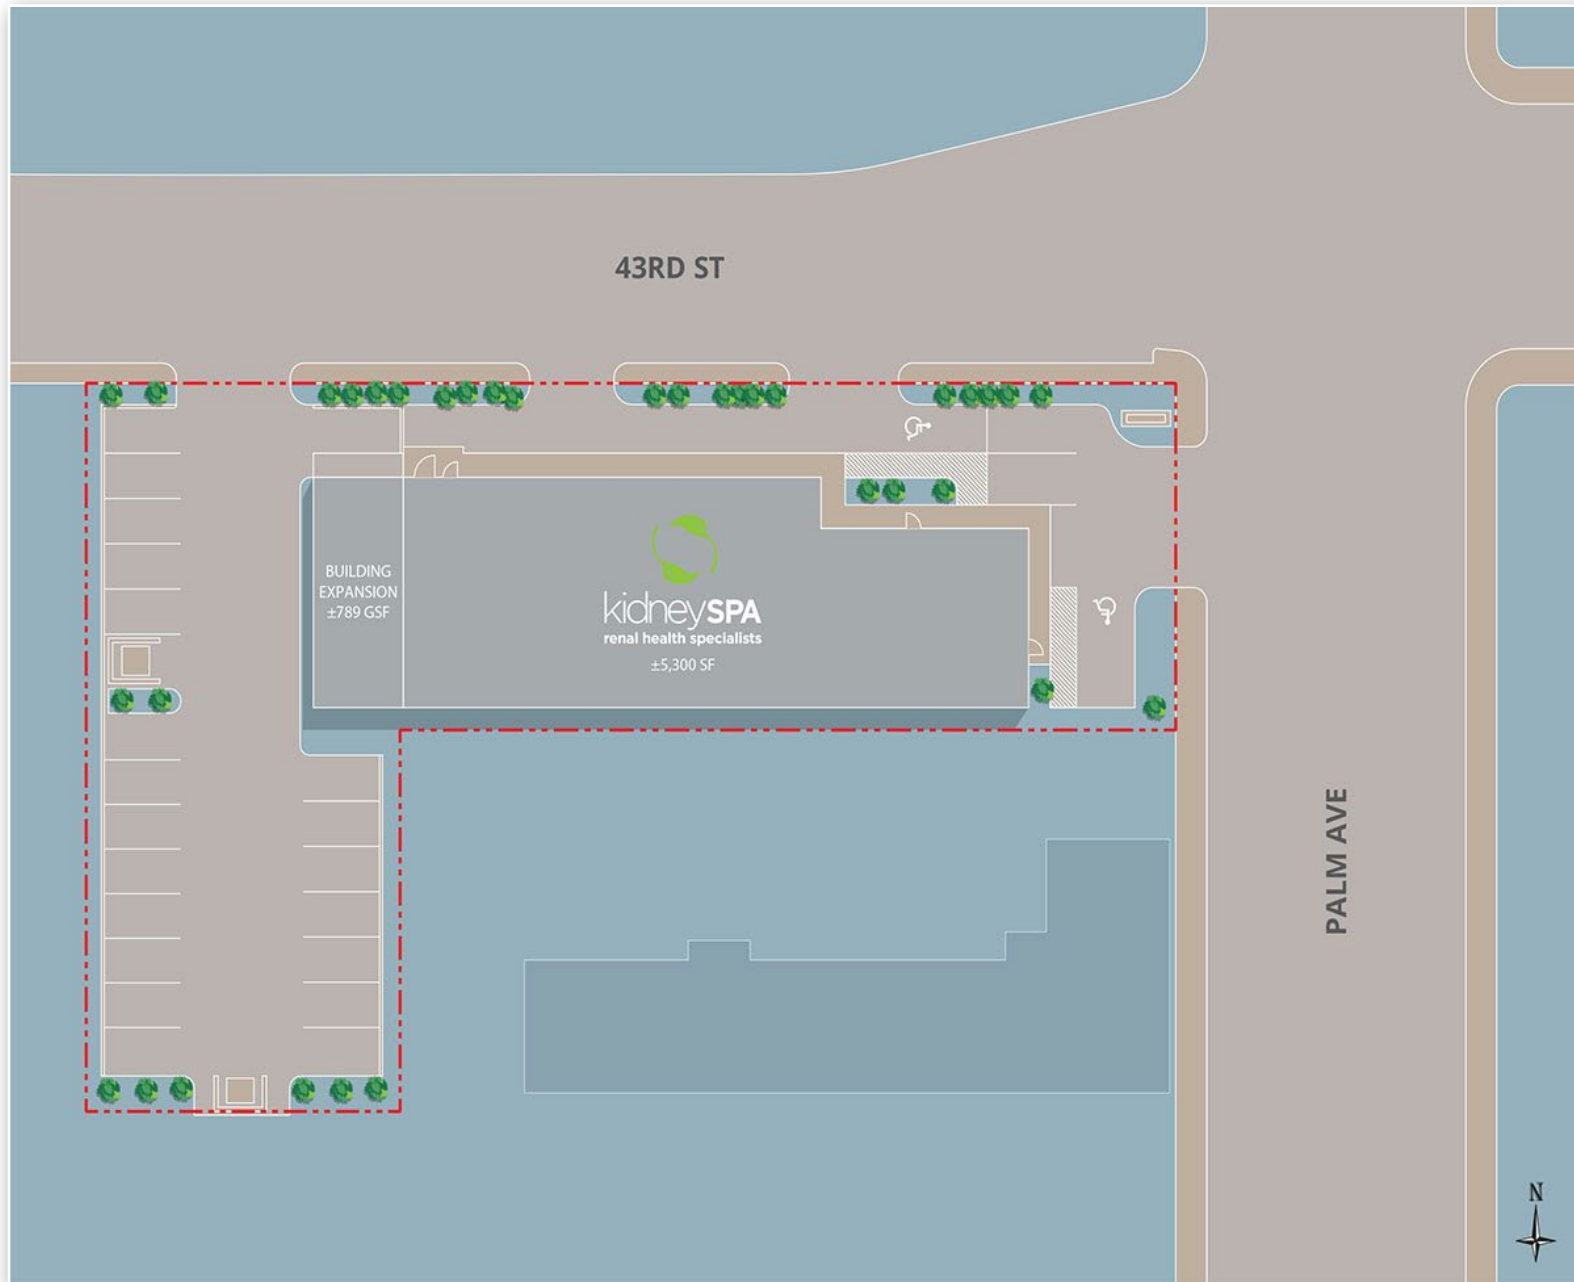 43RD ST
BUILDING
EXPANSION
±789 GSF
kidneySPA
renal health specialists
±5,300 SF
PALM AVE
N